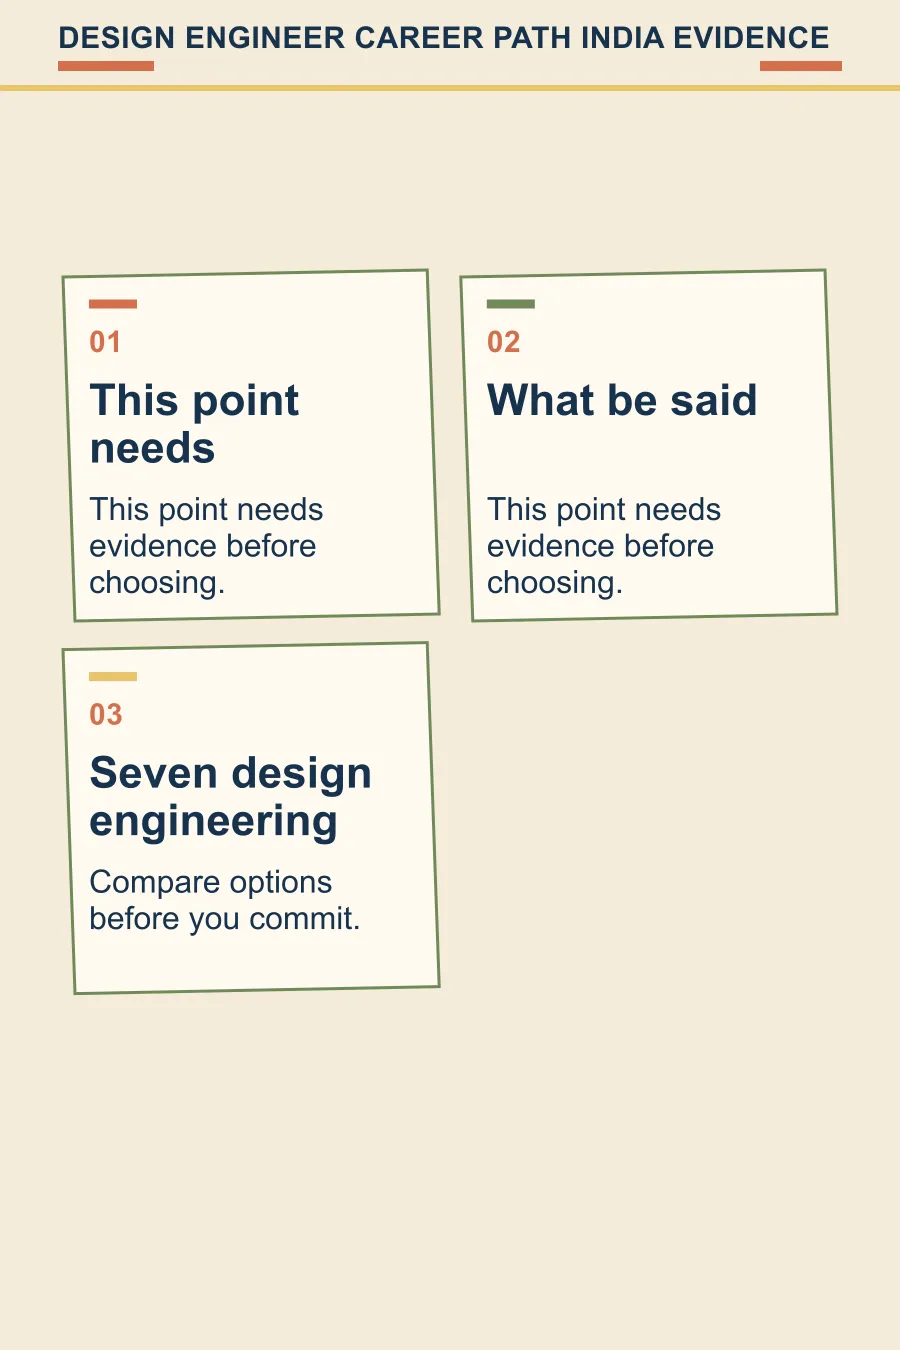 DESIGN ENGINEER CAREER PATH INDIA EVIDENCE
01
This point
needs
This point needs
evidence before
choosing.
02
What be said
This point needs
evidence before
choosing.
03
Seven design
engineering
Compare options
before you commit.